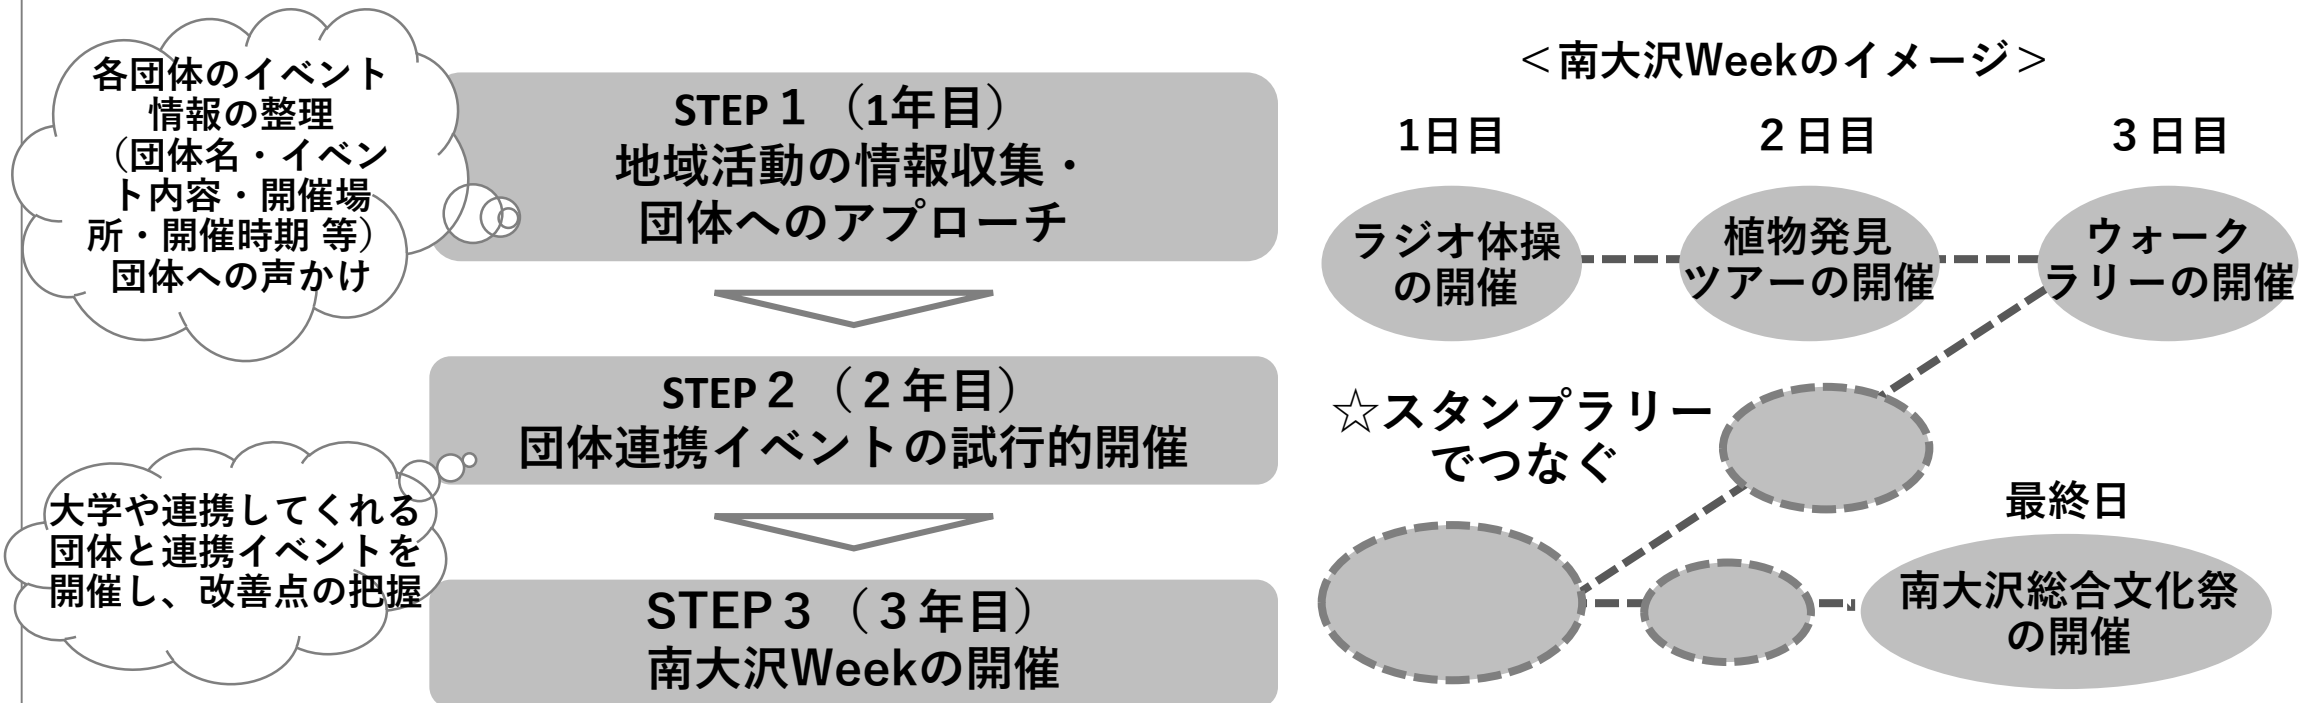 各団体のイベント
情報の整理
（団体名・イベン
ト内容・開催場
所・開催時期 等）
団体への声かけ
STEP１（1年目）
地域活動の情報収集・
団体へのアプローチ
STEP２（２年目）
団体連携イベントの試行的開催
大学や連携してくれる
団体と連携イベントを
開催し、改善点の把握
STEP３（３年目）
南大沢Weekの開催
＜南大沢Weekのイメージ＞
1日目
２日目
３日目
ラジオ体操
の開催
植物発見
ツアーの開催
ウォーク
ラリーの開催
☆スタンプラリー
でつなぐ
最終日
南大沢総合文化祭
の開催